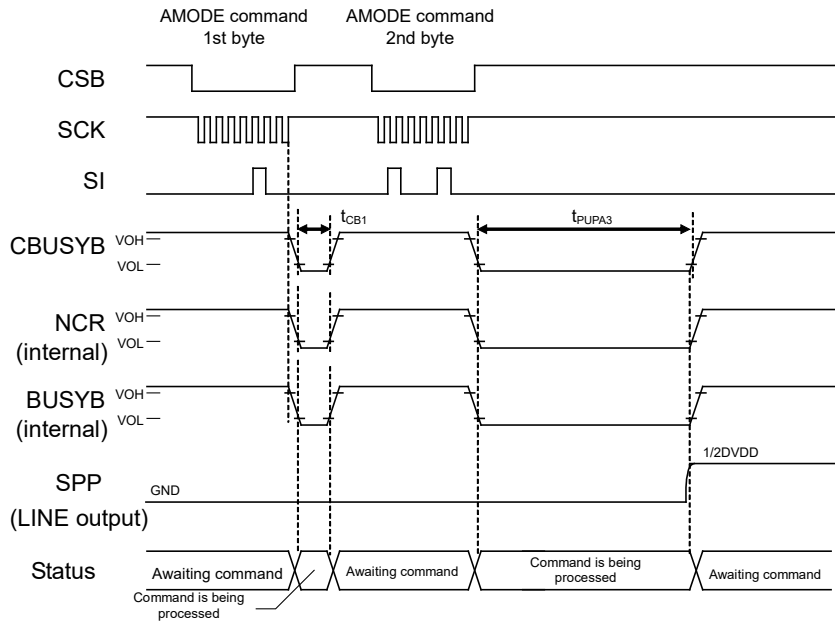 AMODE command
1st byte
AMODE command
2nd byte
CSB
SCK
SI
tCB1
tPUPA3
CBUSYB
VOH
VOL
NCR
(internal)
VOH
VOL
BUSYB
(internal)
VOH
VOL
SPP
(LINE output)
GND
1/2DVDD
Status
Awaiting command
Command is being
processed
Awaiting command
Command is being
processed
Awaiting command